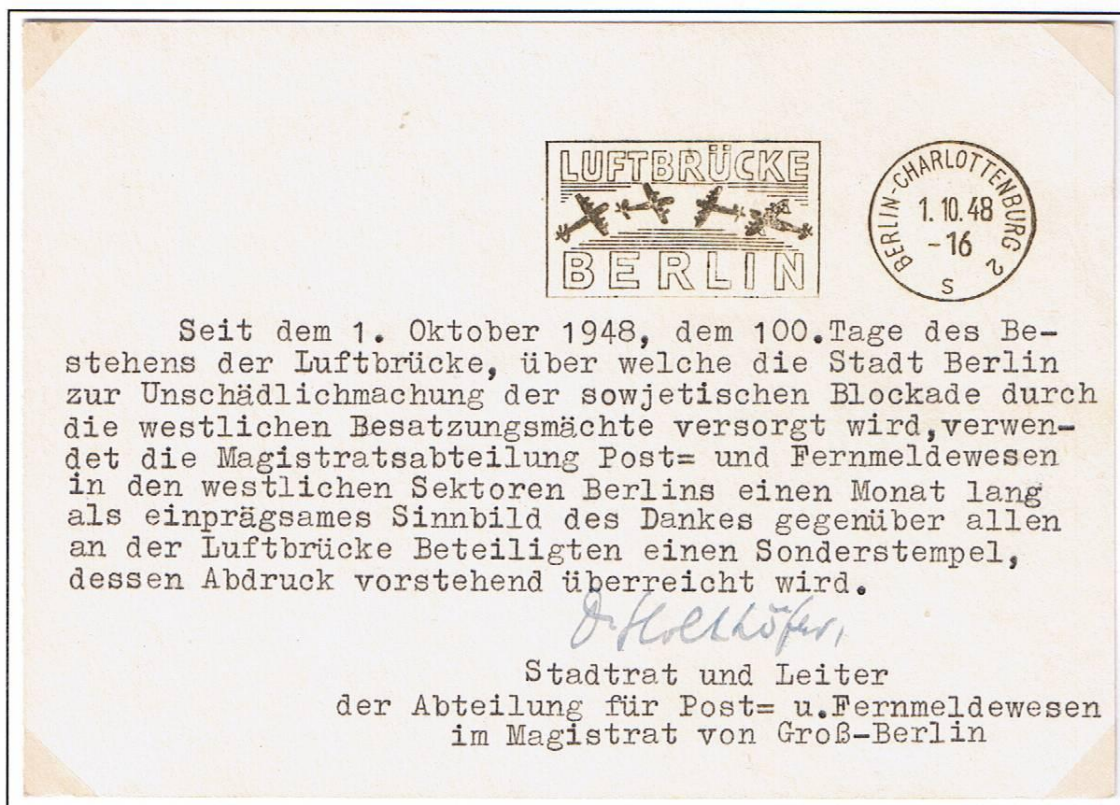 LUFTBRÜCKE
BERLIN
BERLIN-CHARLOTTENBURG 2
1.10.48
-16
S
Seit dem 1. Oktober 1948, dem 100.Tage des Be-
stehens der Luftbrücke, über welche die Stadt Berlin
zur Unschädlichmachung der sowjetischen Blockade durch
die westlichen Besatzungsmächte versorgt wird,verwen-
det die Magistratsabteilung Post= und Fernmeldewesen
in den westlichen Sektoren Berlins einen Monat lang
als einprägsames Sinnbild des Dankes gegenüber allen
an der Luftbrücke Beteiligten einen Sonderstempel,
dessen Abdruck vorstehend überreicht wird.
Dr Holthöfer,
Stadtrat und Leiter
der Abteilung für Post= u.Fernmeldewesen
im Magistrat von Groß-Berlin